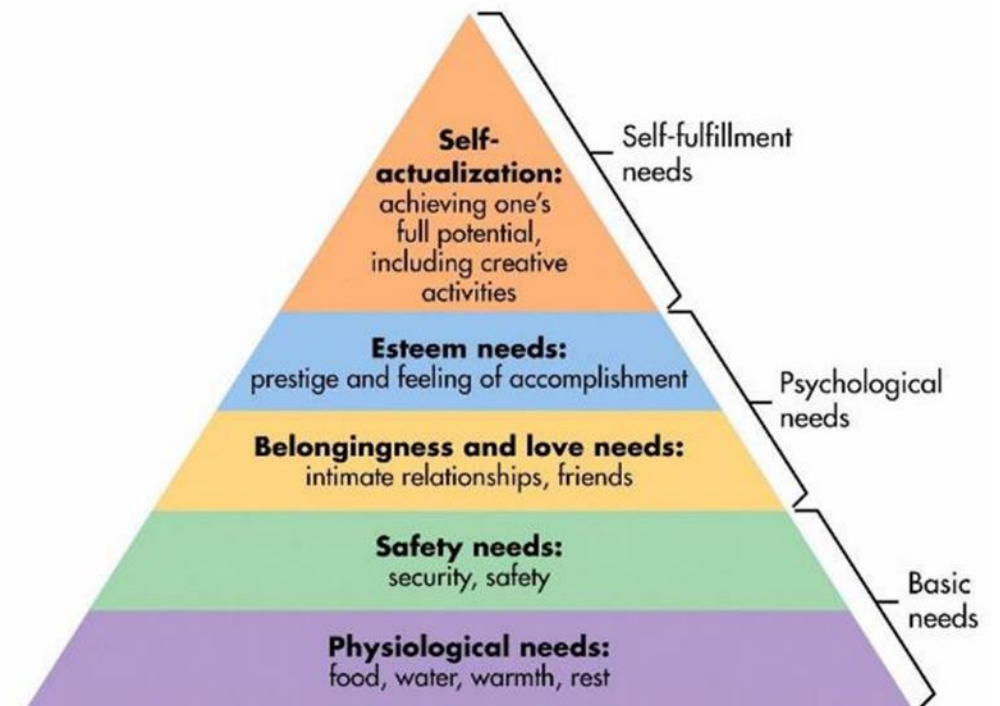 Self-
actualization:
achieving one's
full potential,
including creative
activities
Self-fulfillment
needs
Esteem needs:
prestige and feeling of accomplishment
Psychological
needs
Belongingness and love needs:
intimate relationships, friends
Safety needs:
security, safety
Basic
needs
Physiological needs:
food, water, warmth, rest